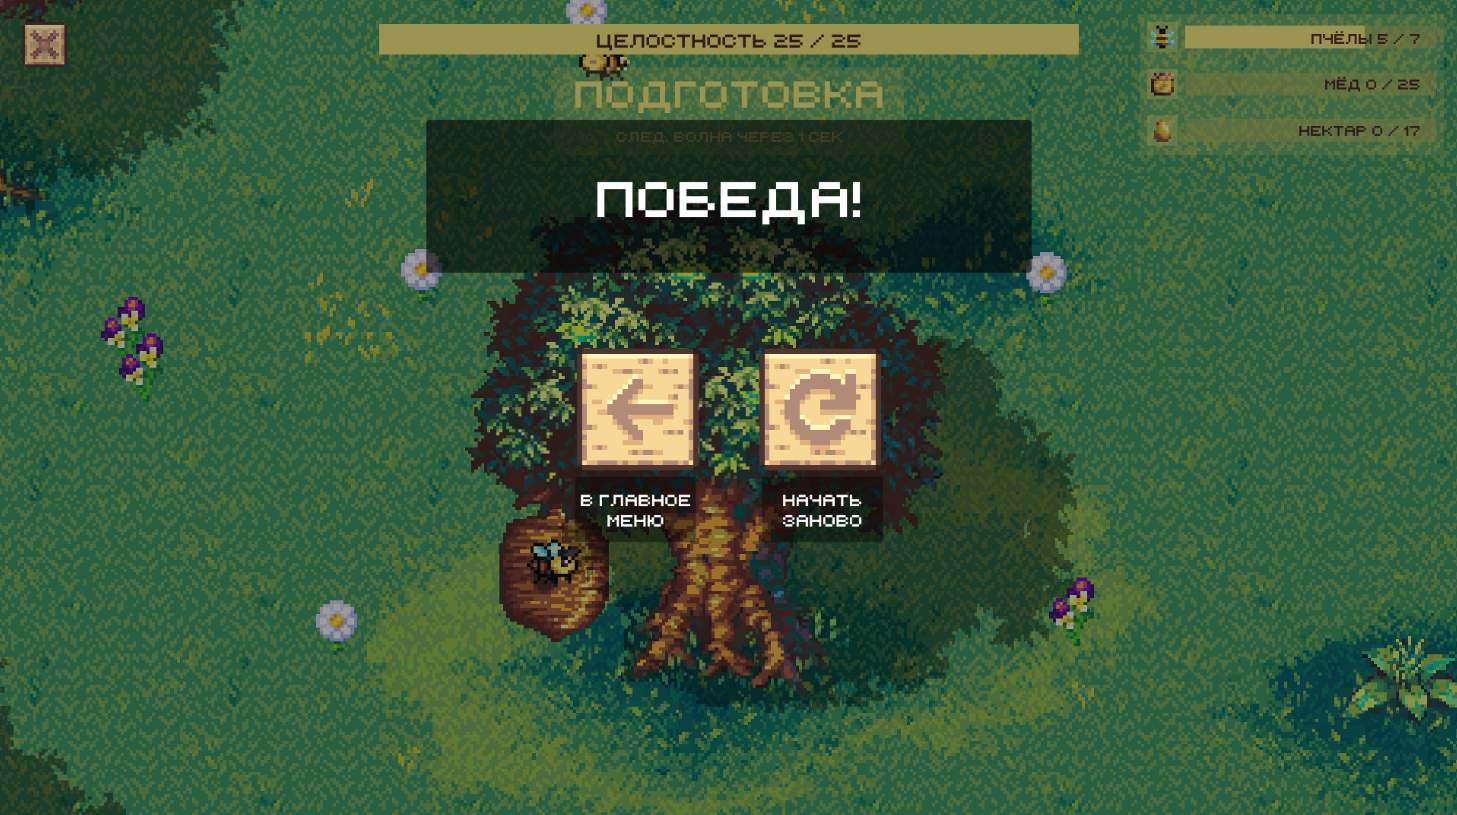 ЦЕЛОСТНОСТЬ 25 / 25
ПЧЁЛЫ 5 / 7
МЁД 0 / 25
НЕКТАР 0 / 17
ПОДГОТОВКА
СЛЕД. ВОЛНА ЧЕРЕЗ 1 СЕК
ПОБЕДА!
В ГЛАВНОЕ
МЕНЮ
НАЧАТЬ
ЗАНОВО